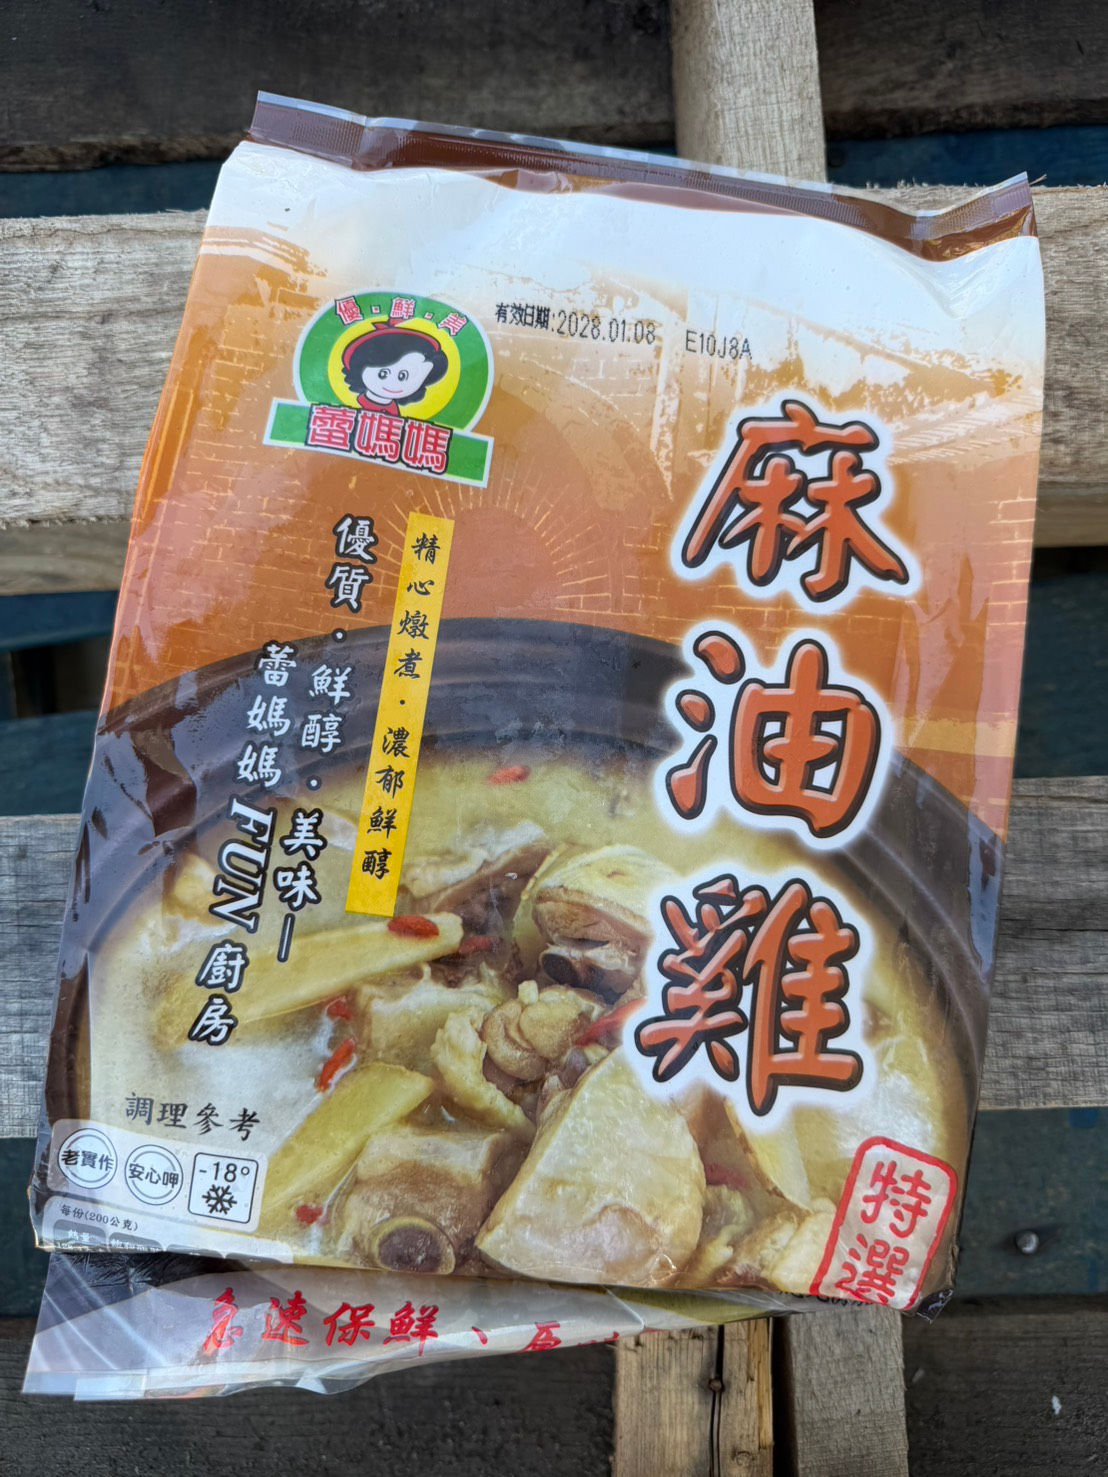 優．鮮．美
蕾媽媽
有效日期:2028.01.08 E10J8A
麻油雞
精心燉煮．濃郁鮮醇
優質．鮮醇．美味—
蕾媽媽FUN廚房
特選
調理參考
老實作
安心呷
-18°
每份(200公克)
熱量
急速保鮮、